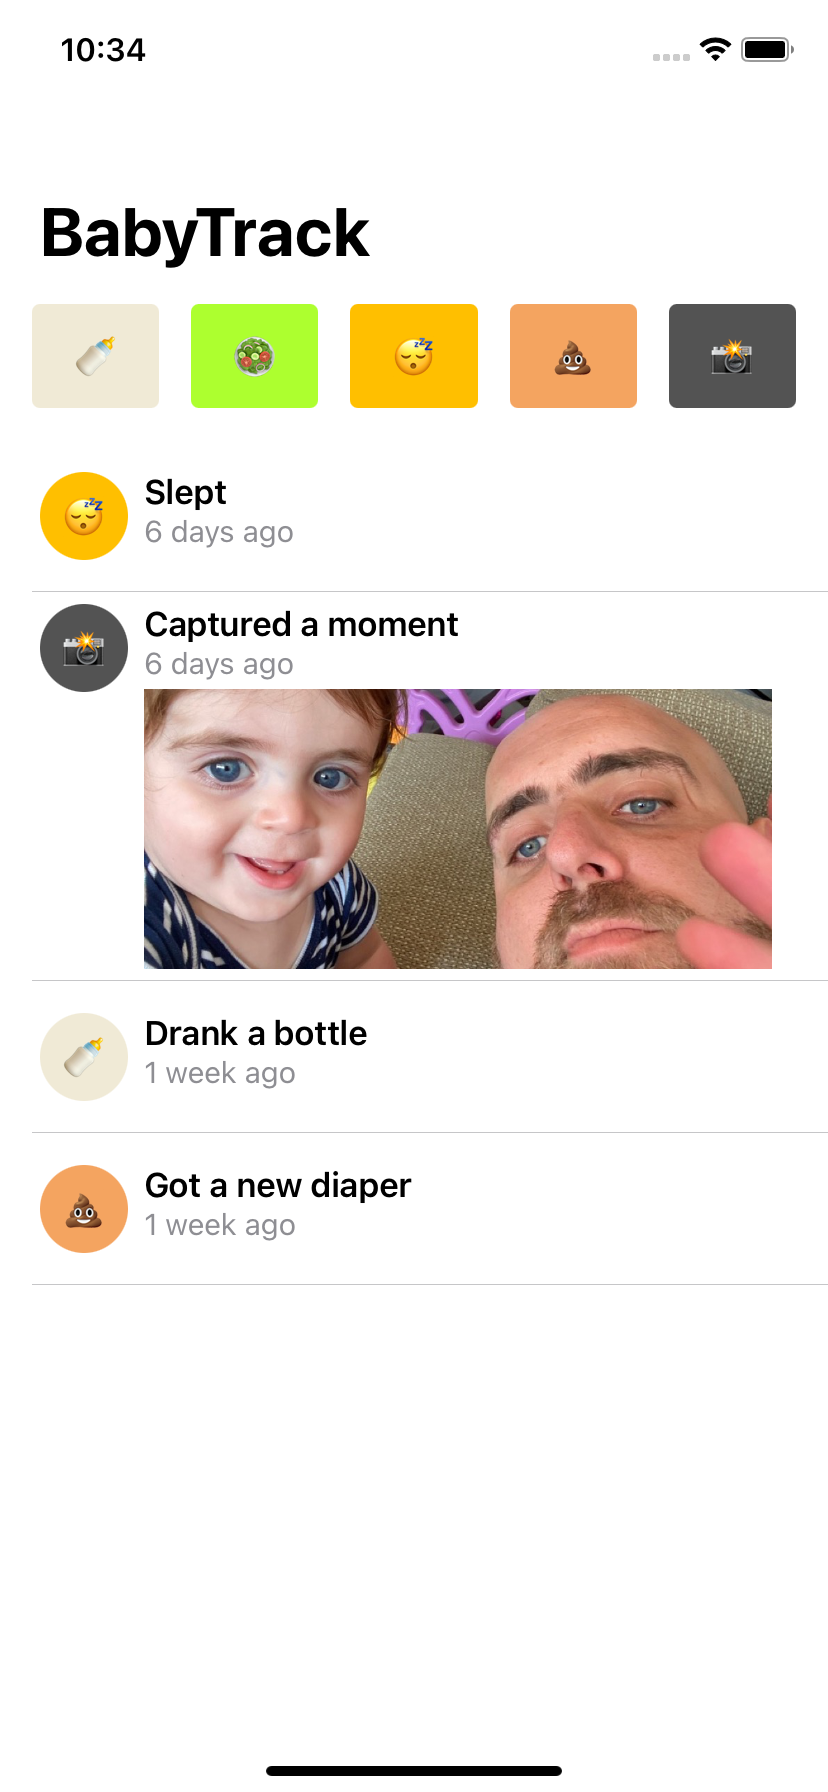 10:34
BabyTrack
Slept
6 days ago
Captured a moment
6 days ago
Drank a bottle
1 week ago
Got a new diaper
1 week ago